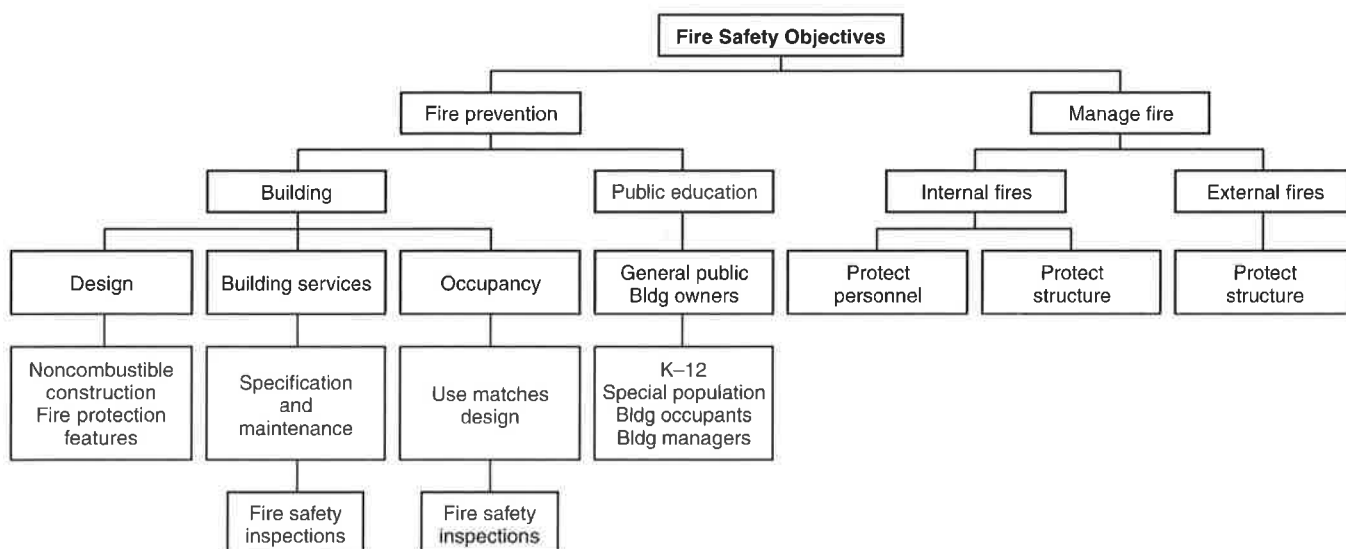 Fire Safety Objectives
Fire prevention
Manage fire
Building
Public education
Internal fires
External fires
Design
Building services
Occupancy
General public
Bldg owners
Protect
personnel
Protect
structure
Protect
structure
Noncombustible
construction
Fire protection
features
Specification
and
maintenance
Use matches
design
K–12
Special population
Bldg occupants
Bldg managers
Fire safety
inspections
Fire safety
inspections